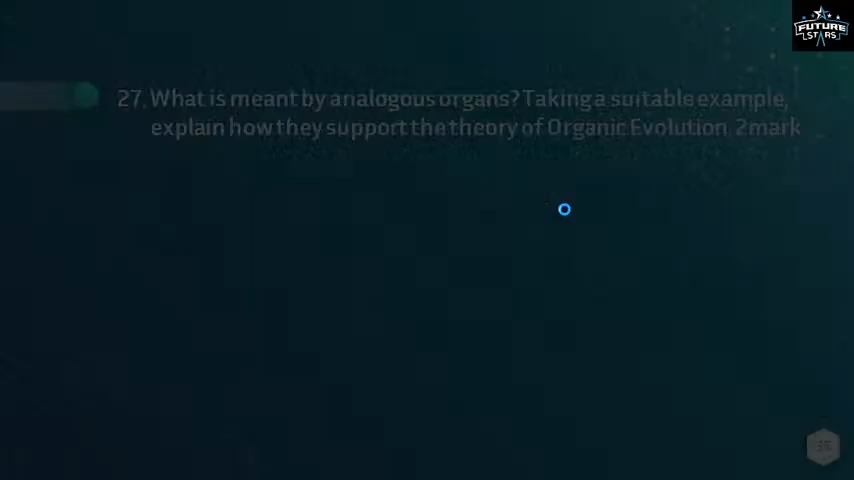 FUTURE
STARS
27. What is meant by analogous organs? Taking a suitable example,
explain how they support the theory of Organic Evolution 2mark